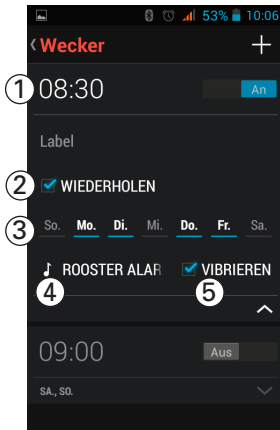 53% 10:06
Wecker +
1 08:30 An
Label
2 WIEDERHOLEN
3 So. Mo. Di. Mi. Do. Fr. Sa.
ROOSTER ALAR VIBRIEREN
4 5
09:00 Aus
SA., SO.